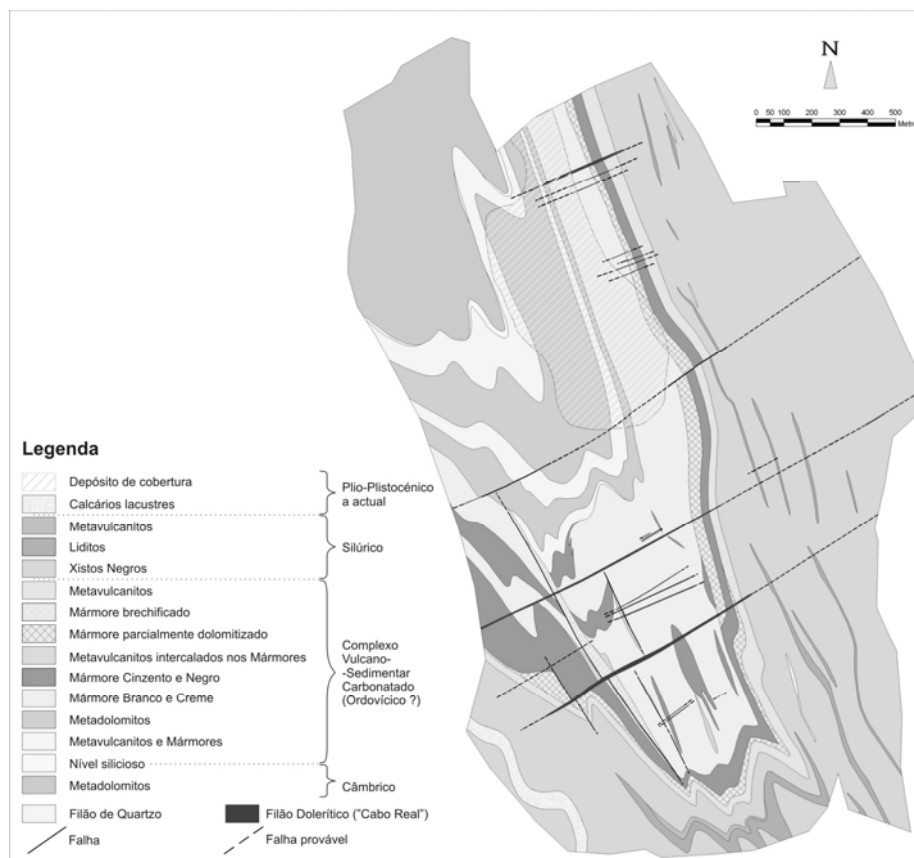 N
0 50 100 200 300 400 500
Metr
Legenda
Depósito de cobertura
Calcários lacustres
Plio-Plistocénico
a actual
Metavulcanitos
Liditos
Xistos Negros
Silúrico
Metavulcanitos
Mármore brechificado
Mármore parcialmente dolomitizado
Metavulcanitos intercalados nos Mármores
Mármore Cinzento e Negro
Mármore Branco e Creme
Metadolomitos
Metavulcanitos e Mármores
Nível silicioso
Complexo
Vulcano-
-Sedimentar
Carbonatado
(Ordovícico ?)
Metadolomitos
Câmbrico
Filão de Quartzo
Filão Dolerítico ("Cabo Real")
Falha
Falha provável